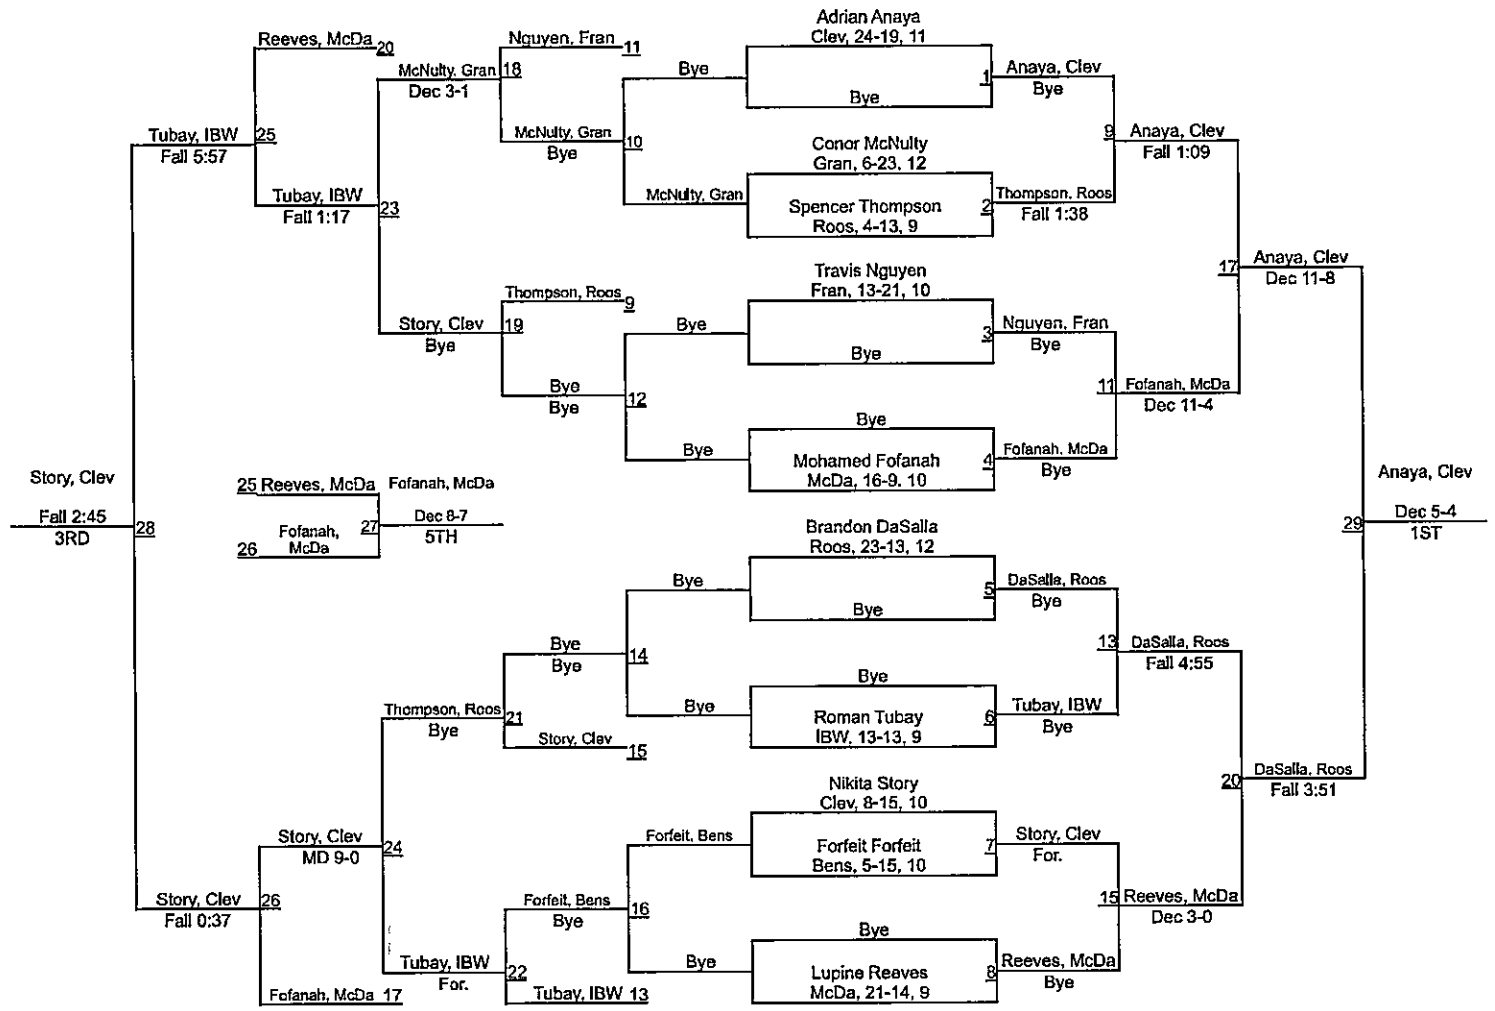 Adrian Anaya
Clev, 24-19, 11
Reeves, McDa 20
Nguyen, Fran 11
McNulty, Gran 18
Dec 3-1
Bye
1 Anaya, Clev
Bye
Bye
Tubay, IBW 25
Fall 5:57
McNulty, Gran 10
Bye
9 Anaya, Clev
Fall 1:09
Conor McNulty
Gran, 6-23, 12
Tubay, IBW 23
Fall 1:17
McNulty, Gran
Spencer Thompson
Roos, 4-13, 9
2 Thompson, Roos
Fall 1:38
17 Anaya, Clev
Dec 11-8
Travis Nguyen
Fran, 13-21, 10
Thompson, Roos 9
Story, Clev 19
Bye
Bye
3 Nguyen, Fran
Bye
Bye
Bye 12
Bye
11 Fofanah, McDa
Dec 11-4
Bye
Bye
Mohamed Fofanah
McDa, 16-9. 10
4 Fofanah, McDa
Bye
Story, Clev
Fall 2:45
3RD
28
25 Reeves, McDa
Fofanah, McDa
27
Dec 8-7
5TH
26
Fofanah,
McDa
Anaya, Clev
29 Dec 5-4
1ST
Brandon DaSalla
Roos, 23-13, 12
Bye
5 DaSalla, Roos
Bye
Bye
Bye 14
Bye
13 DaSalla, Roos
Fall 4:55
Bye
Thompson, Roos 21
Bye
Bye
Roman Tubay
IBW, 13-13, 9
6 Tubay, IBW
Bye
Story, Clev 15
20 DaSalla, Roos
Fall 3:51
Nikita Story
Clev, 8-15, 10
Story, Clev 24
MD 9-0
Forfeit, Bens
Forfeit Forfeit
Bens, 5-15, 10
7 Story, Clev
For.
Story, Clev 26
Fall 0:37
Forfeit, Bens 16
Bye
15 Reeves, McDa
Dec 3-0
Bye
Tubay, IBW 22
For.
Bye
Lupine Reeves
McDa, 21-14, 9
8 Reeves, McDa
Bye
Fofanah, McDa 17
Tubay, IBW 13